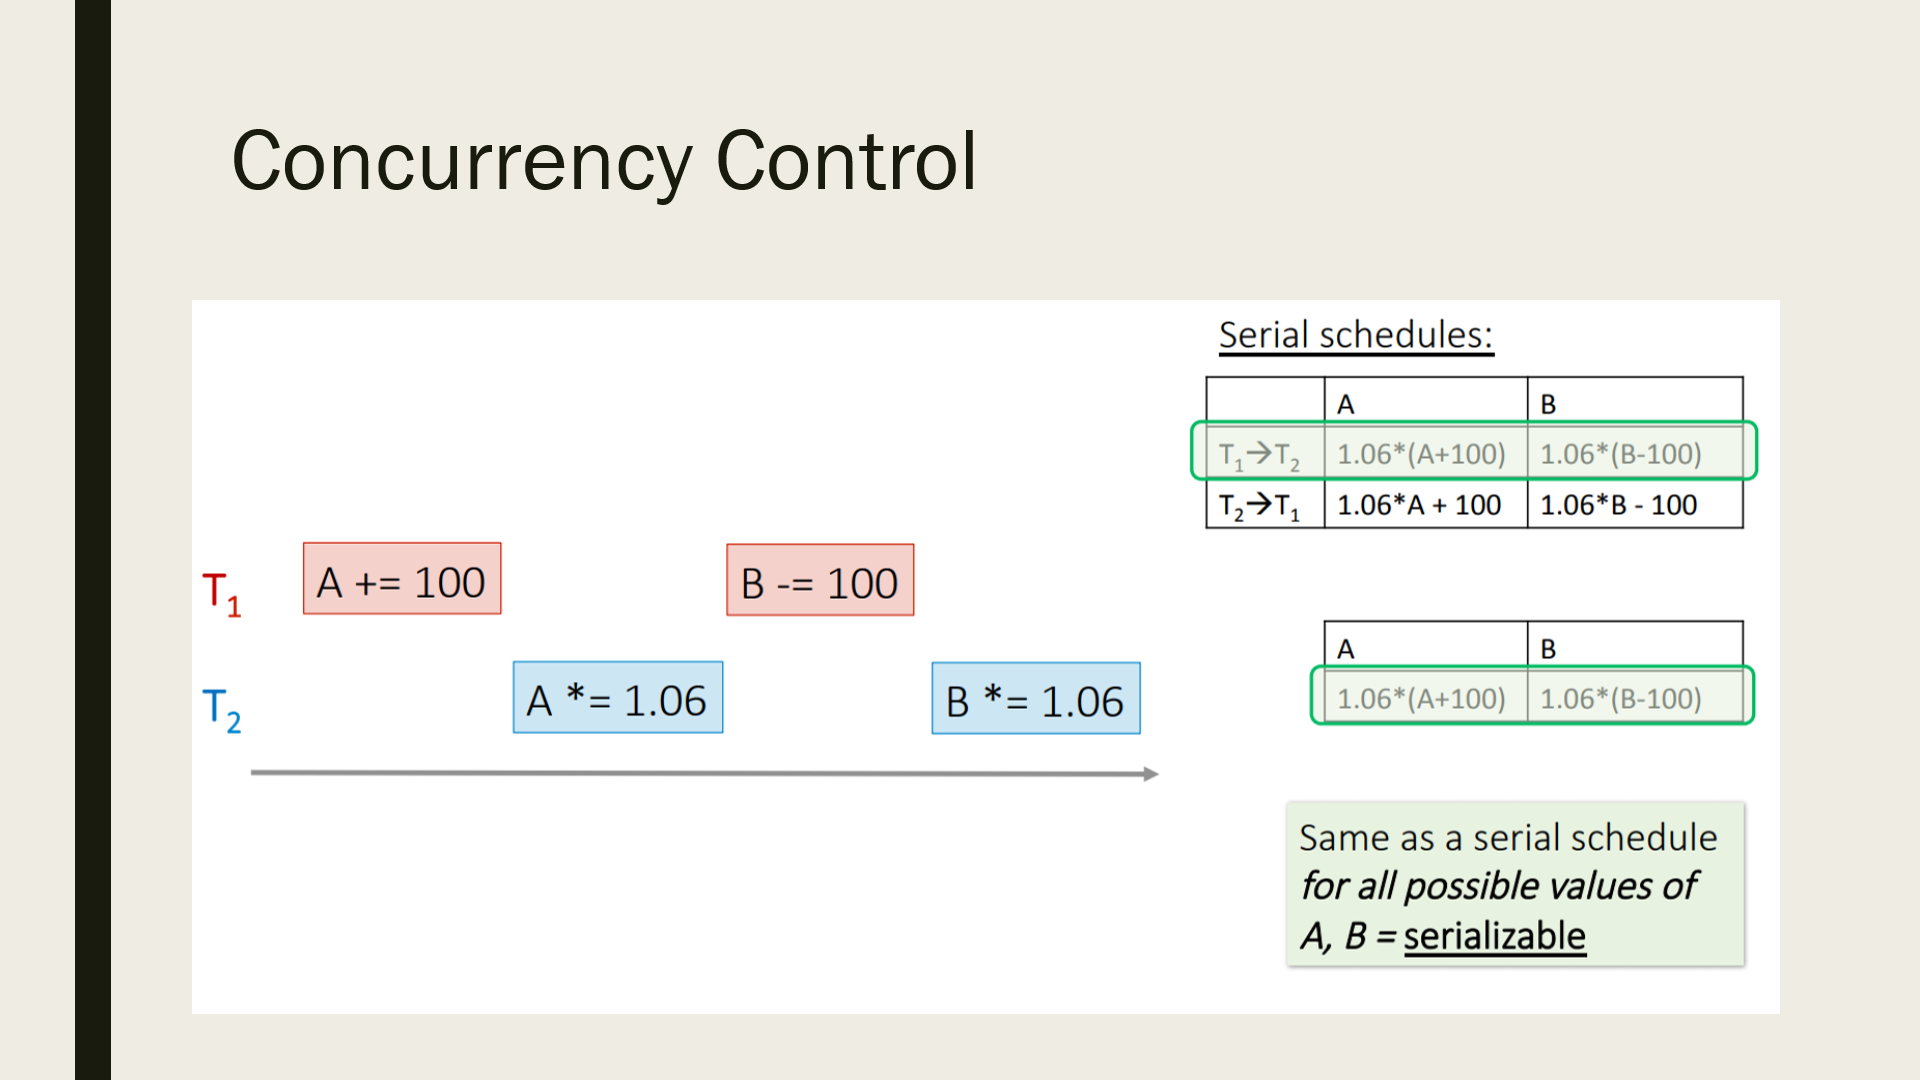 Concurrency Control
Serial schedules:
A B
T₁→T₂ 1.06*(A+100) 1.06*(B-100)
T₂→T₁ 1.06*A + 100 1.06*B - 100
T₁ A += 100 B -= 100
T₂ A *= 1.06 B *= 1.06
A B
1.06*(A+100) 1.06*(B-100)
Same as a serial schedule
for all possible values of
A, B = serializable